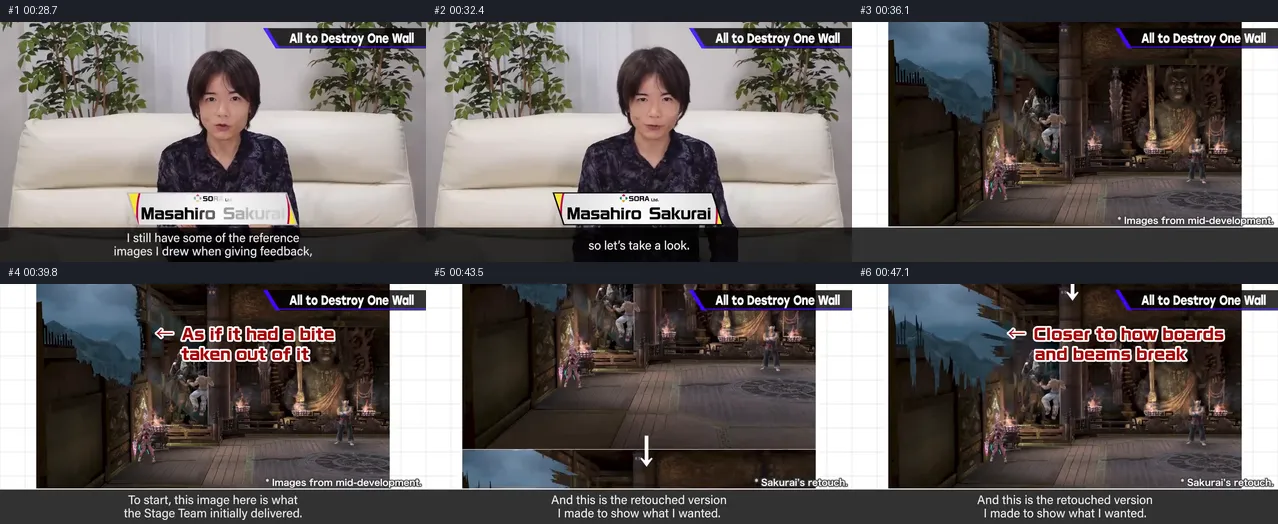 #1 00:28.7
All to Destroy One Wall
SORA Ltd.
Masahiro Sakurai
I still have some of the reference
images I drew when giving feedback,
#2 00:32.4
All to Destroy One Wall
SORA Ltd.
Masahiro Sakurai
so let's take a look.
#3 00:36.1
All to Destroy One Wall
* Images from mid-development.
#4 00:39.8
All to Destroy One Wall
← As if it had a bite
taken out of it
* Images from mid-development.
To start, this image here is what
the Stage Team initially delivered.
#5 00:43.5
All to Destroy One Wall
* Sakurai's retouch.
And this is the retouched version
I made to show what I wanted.
#6 00:47.1
All to Destroy One Wall
← Closer to how boards
and beams break
* Sakurai's retouch.
And this is the retouched version
I made to show what I wanted.